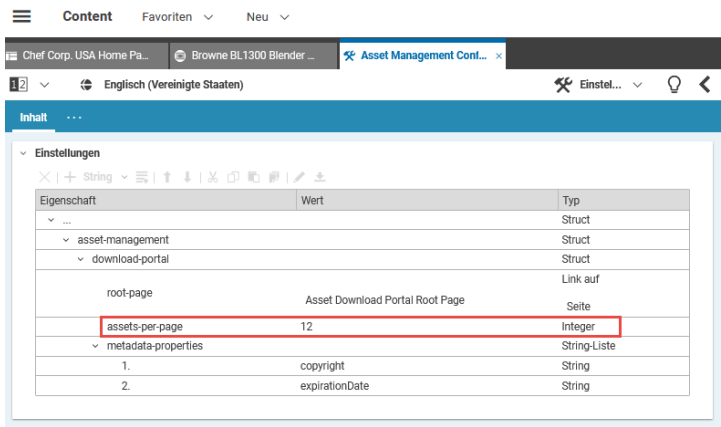 Content Favoriten Neu
Chef Corp. USA Home Pa... Browne BL1300 Blender ... Asset Management Conf... ×
12 Englisch (Vereinigte Staaten) Einstel...
Inhalt ...
Einstellungen
String
Eigenschaft Wert Typ
... Struct
asset-management Struct
download-portal Struct
root-page Asset Download Portal Root Page Link auf Seite
assets-per-page 12 Integer
metadata-properties String-Liste
1. copyright String
2. expirationDate String